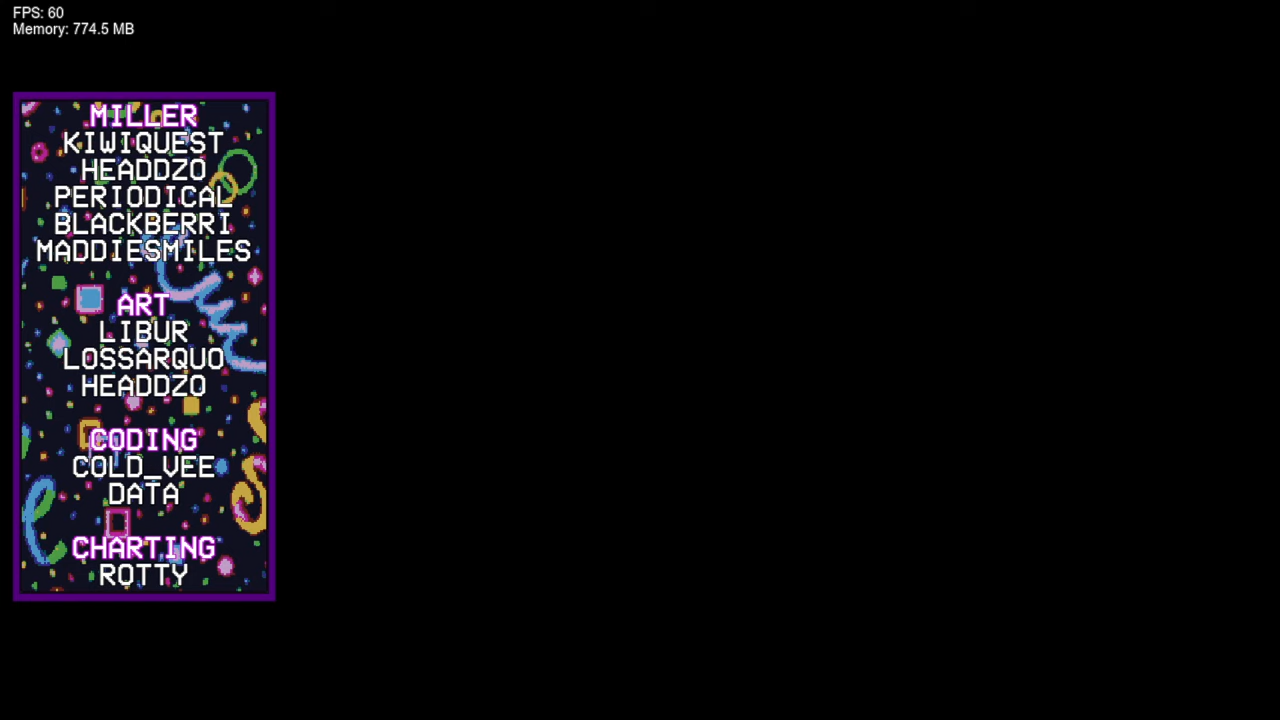 FPS: 60
Memory: 774.5 MB
MILLER
KIWIQUEST
HEADDZO
PERIODICAL
BLACKBERRI
MADDIESMILES
ART
LIBUR
LOSSARQUO
HEADDZO
CODING
COLD_VEE
DATA
CHARTING
ROTTY